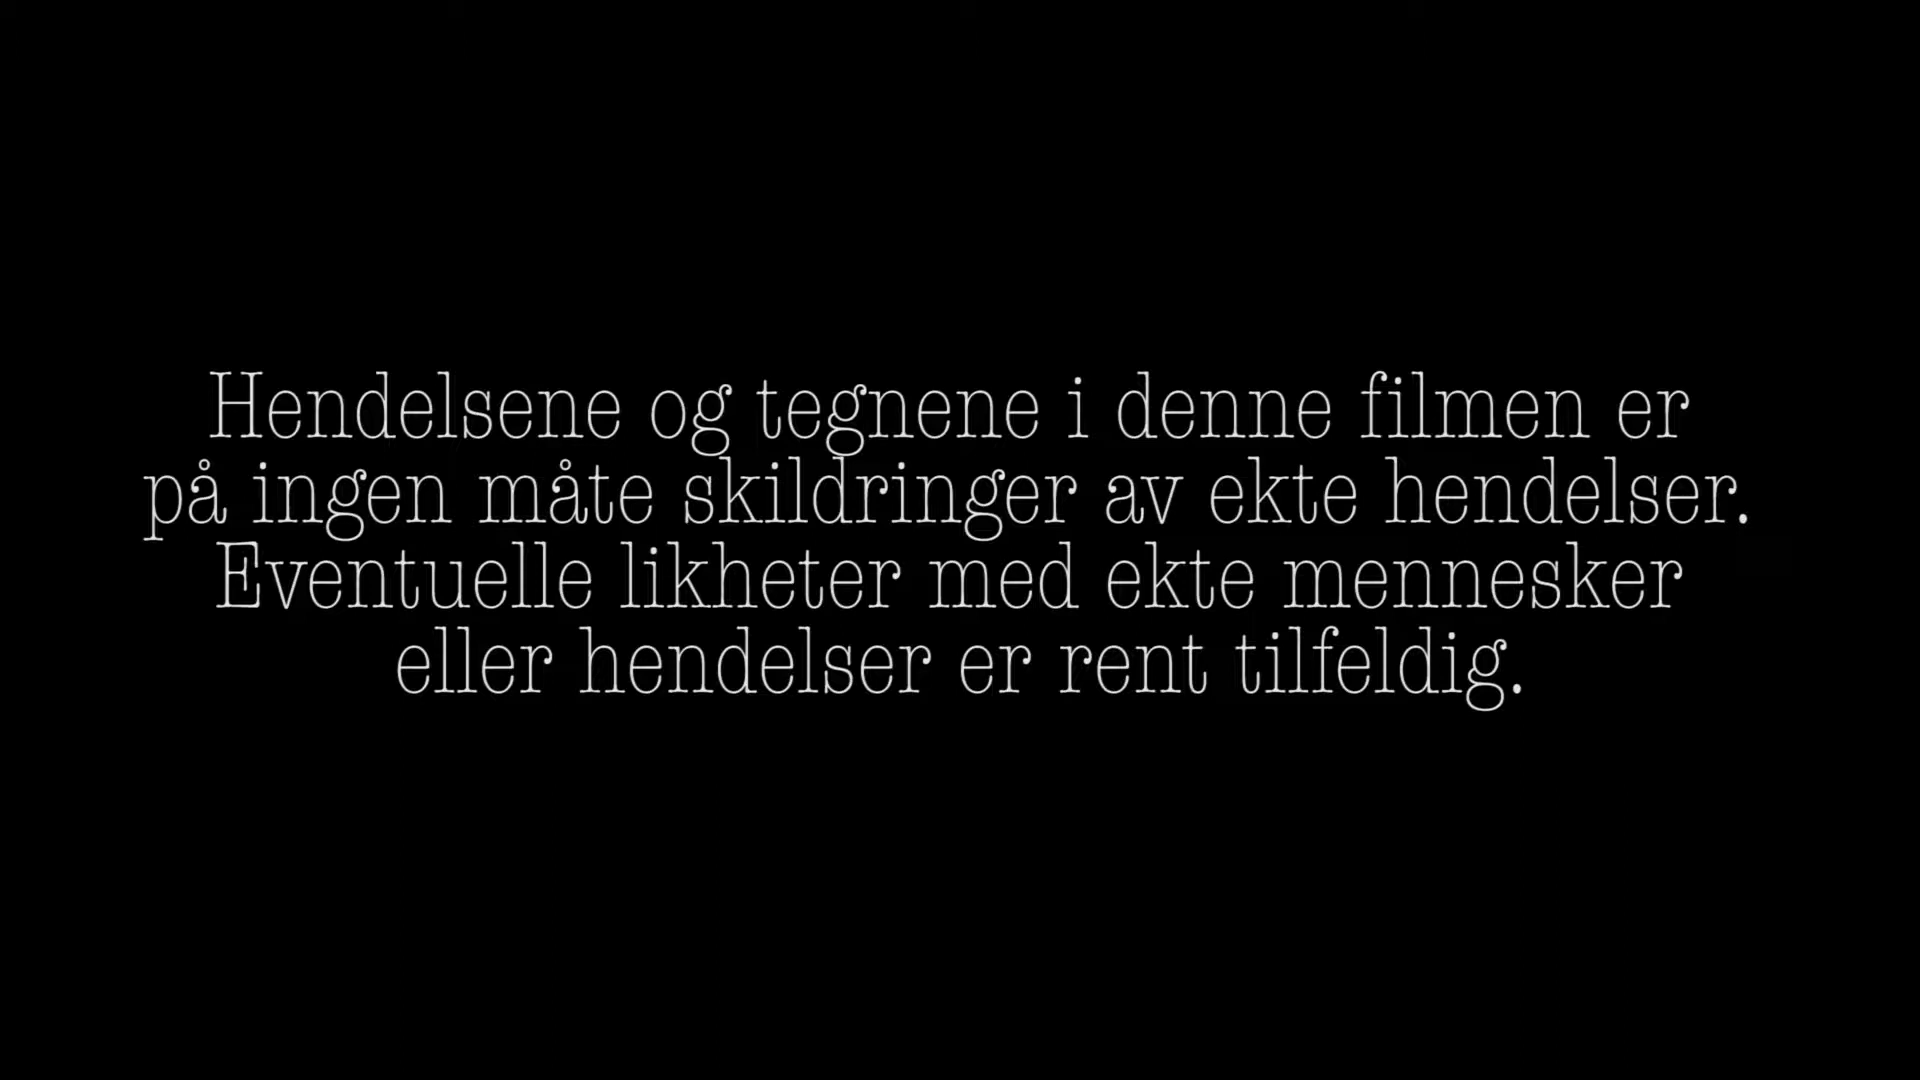 Hendelsene og tegnene i denne filmen er
på ingen måte skildringer av ekte hendelser.
Eventuelle likheter med ekte mennesker
eller hendelser er rent tilfeldig.